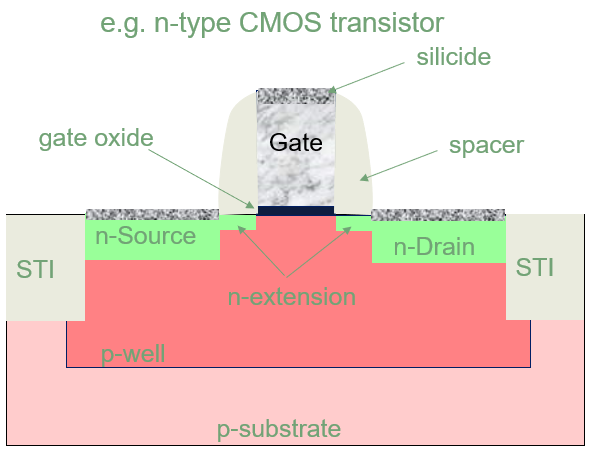 e.g. n-type CMOS transistor
silicide
gate oxide
Gate
spacer
n-Source
n-Drain
STI
STI
n-extension
p-well
p-substrate